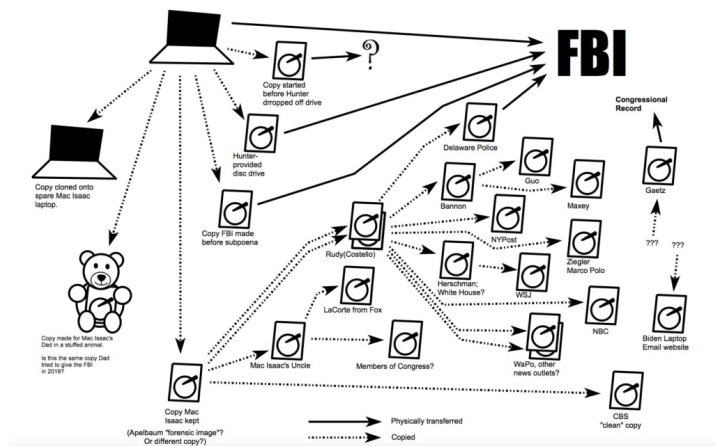 FBI
?
Copy started
before Hunter
drropped off drive
Congressional
Record
Delaware Police
Hunter-
provided
disc drive
Guo
Gaetz
Copy cloned onto
spare Mac Isaac
laptop.
Bannon
Maxey
Copy FBI made
before subpoena
NYPost
???
???
Rudy(Costello)
Ziegler
Marco Polo
Herschman;
White House?
WSJ
LaCorte from Fox
NBC
Copy made for Mac Isaac's
Dad in a stuffed animal.
Biden Laptop
Email website
Is this the same copy Dad
tried to give the FBI
in 2019?
Mac Isaac's Uncle
Members of Congress?
WaPo, other
news outlets?
Copy Mac
Isaac kept
CBS
"clean" copy
(Apelbaum "forensic image"?
Or different copy?)
Physically transferred
Copied